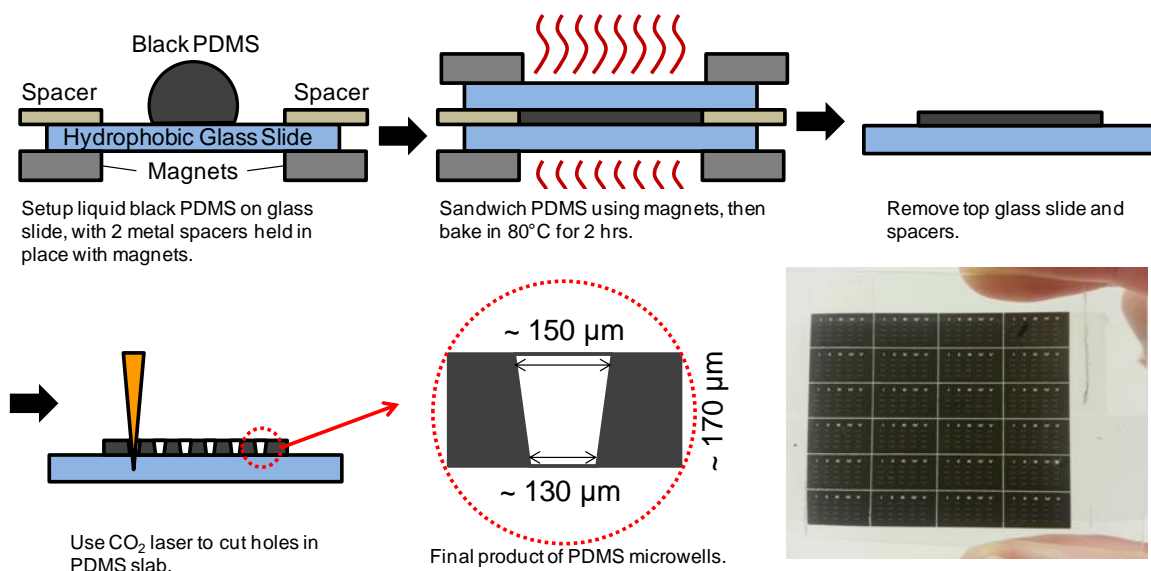 Black PDMS
Spacer
Spacer
Hydrophobic Glass Slide
Magnets
Setup liquid black PDMS on glass
slide, with 2 metal spacers held in
place with magnets.
Sandwich PDMS using magnets, then
bake in 80°C for 2 hrs.
Remove top glass slide and
spacers.
Use CO₂ laser to cut holes in
PDMS slab.
~ 150 μm
~ 170 μm
~ 130 μm
Final product of PDMS microwells.